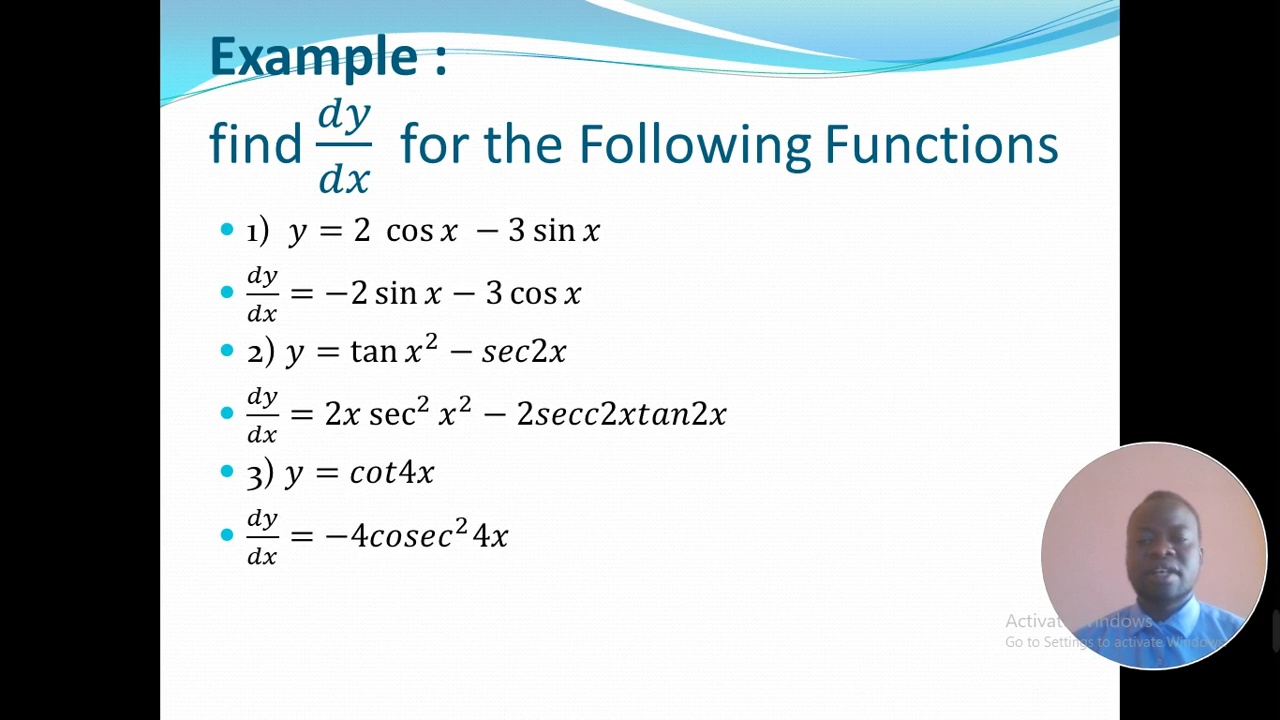 Example :
find dy/dx for the Following Functions
• 1) y = 2 cos x − 3 sin x
• dy/dx = −2 sin x − 3 cos x
• 2) y = tan x² − sec2x
• dy/dx = 2x sec² x² − 2secc2xtan2x
• 3) y = cot4x
• dy/dx = −4cosec²4x
Activate Windows
Go to Settings to activate Windows.